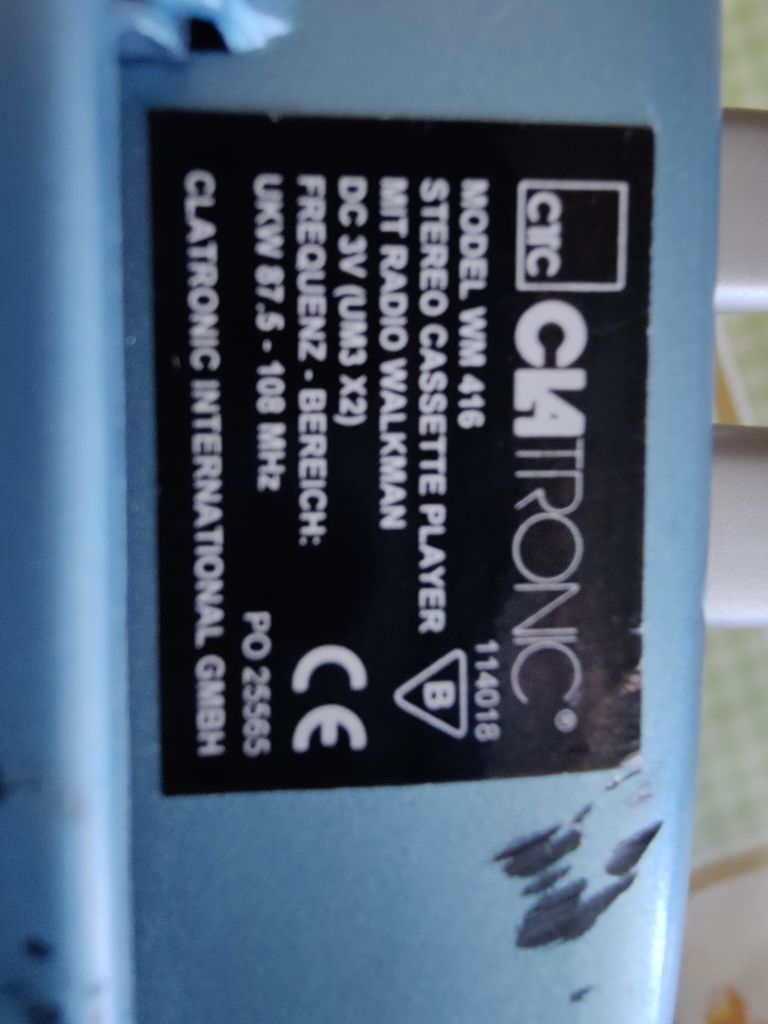 CTC CLATRONIC®
MODEL WM 416 114018
STEREO CASSETTE PLAYER
MIT RADIO WALKMAN B
DC 3V (UM3 X2)
FREQUENZ - BEREICH: CE
UKW 87.5 - 108 MHz PO 25565
CLATRONIC INTERNATIONAL GMBH